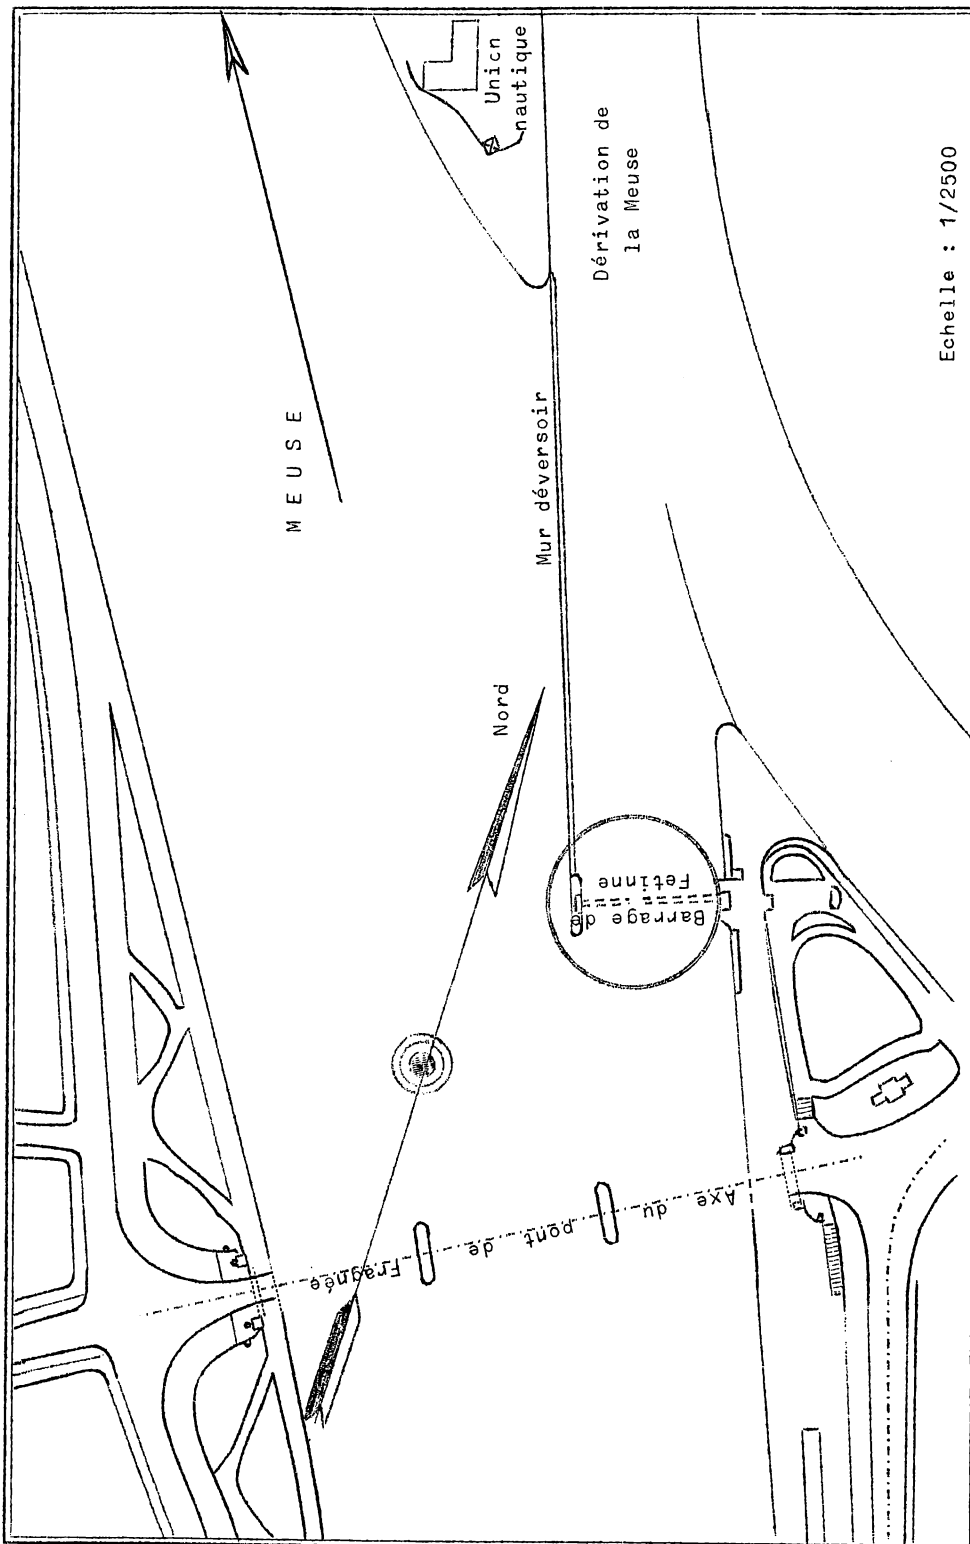 Unicn
nautique
Dérivation de
la Meuse
MEUSE
Mur déversoir
Echelle : 1/2500
Nord
Barrage de
Fetinne
Axe du pont de Fragnée